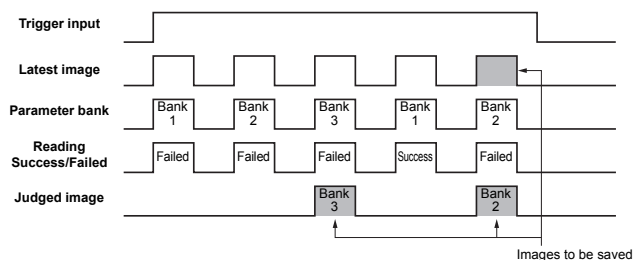 Trigger input
Latest image
Parameter bank
Bank 1 Bank 2 Bank 3 Bank 1 Bank 2
Reading Success/Failed
Failed Failed Failed Success Failed
Judged image
Bank 3 Bank 2
Images to be saved